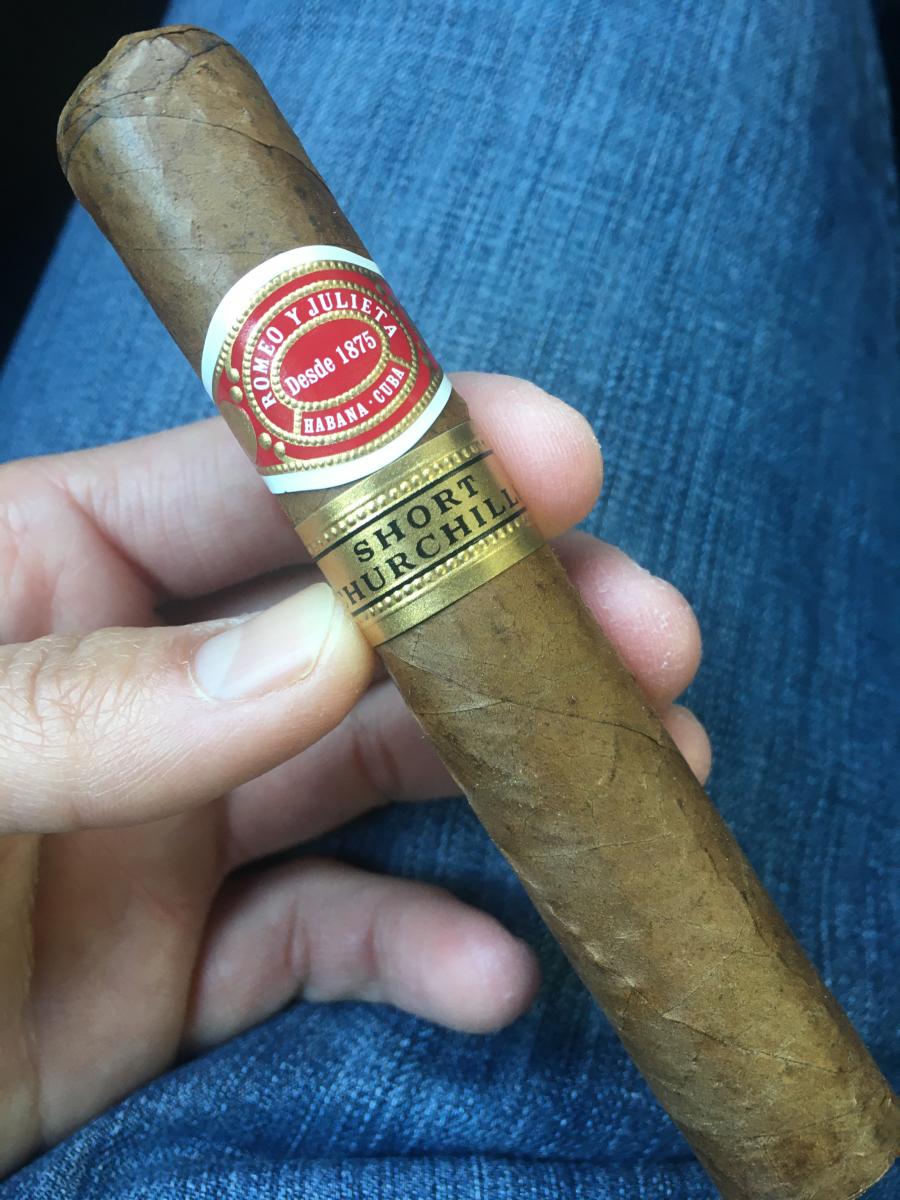 ROMEO Y JULIETA
Desde 1875
HABANA · CUBA
SHORT
CHURCHILL